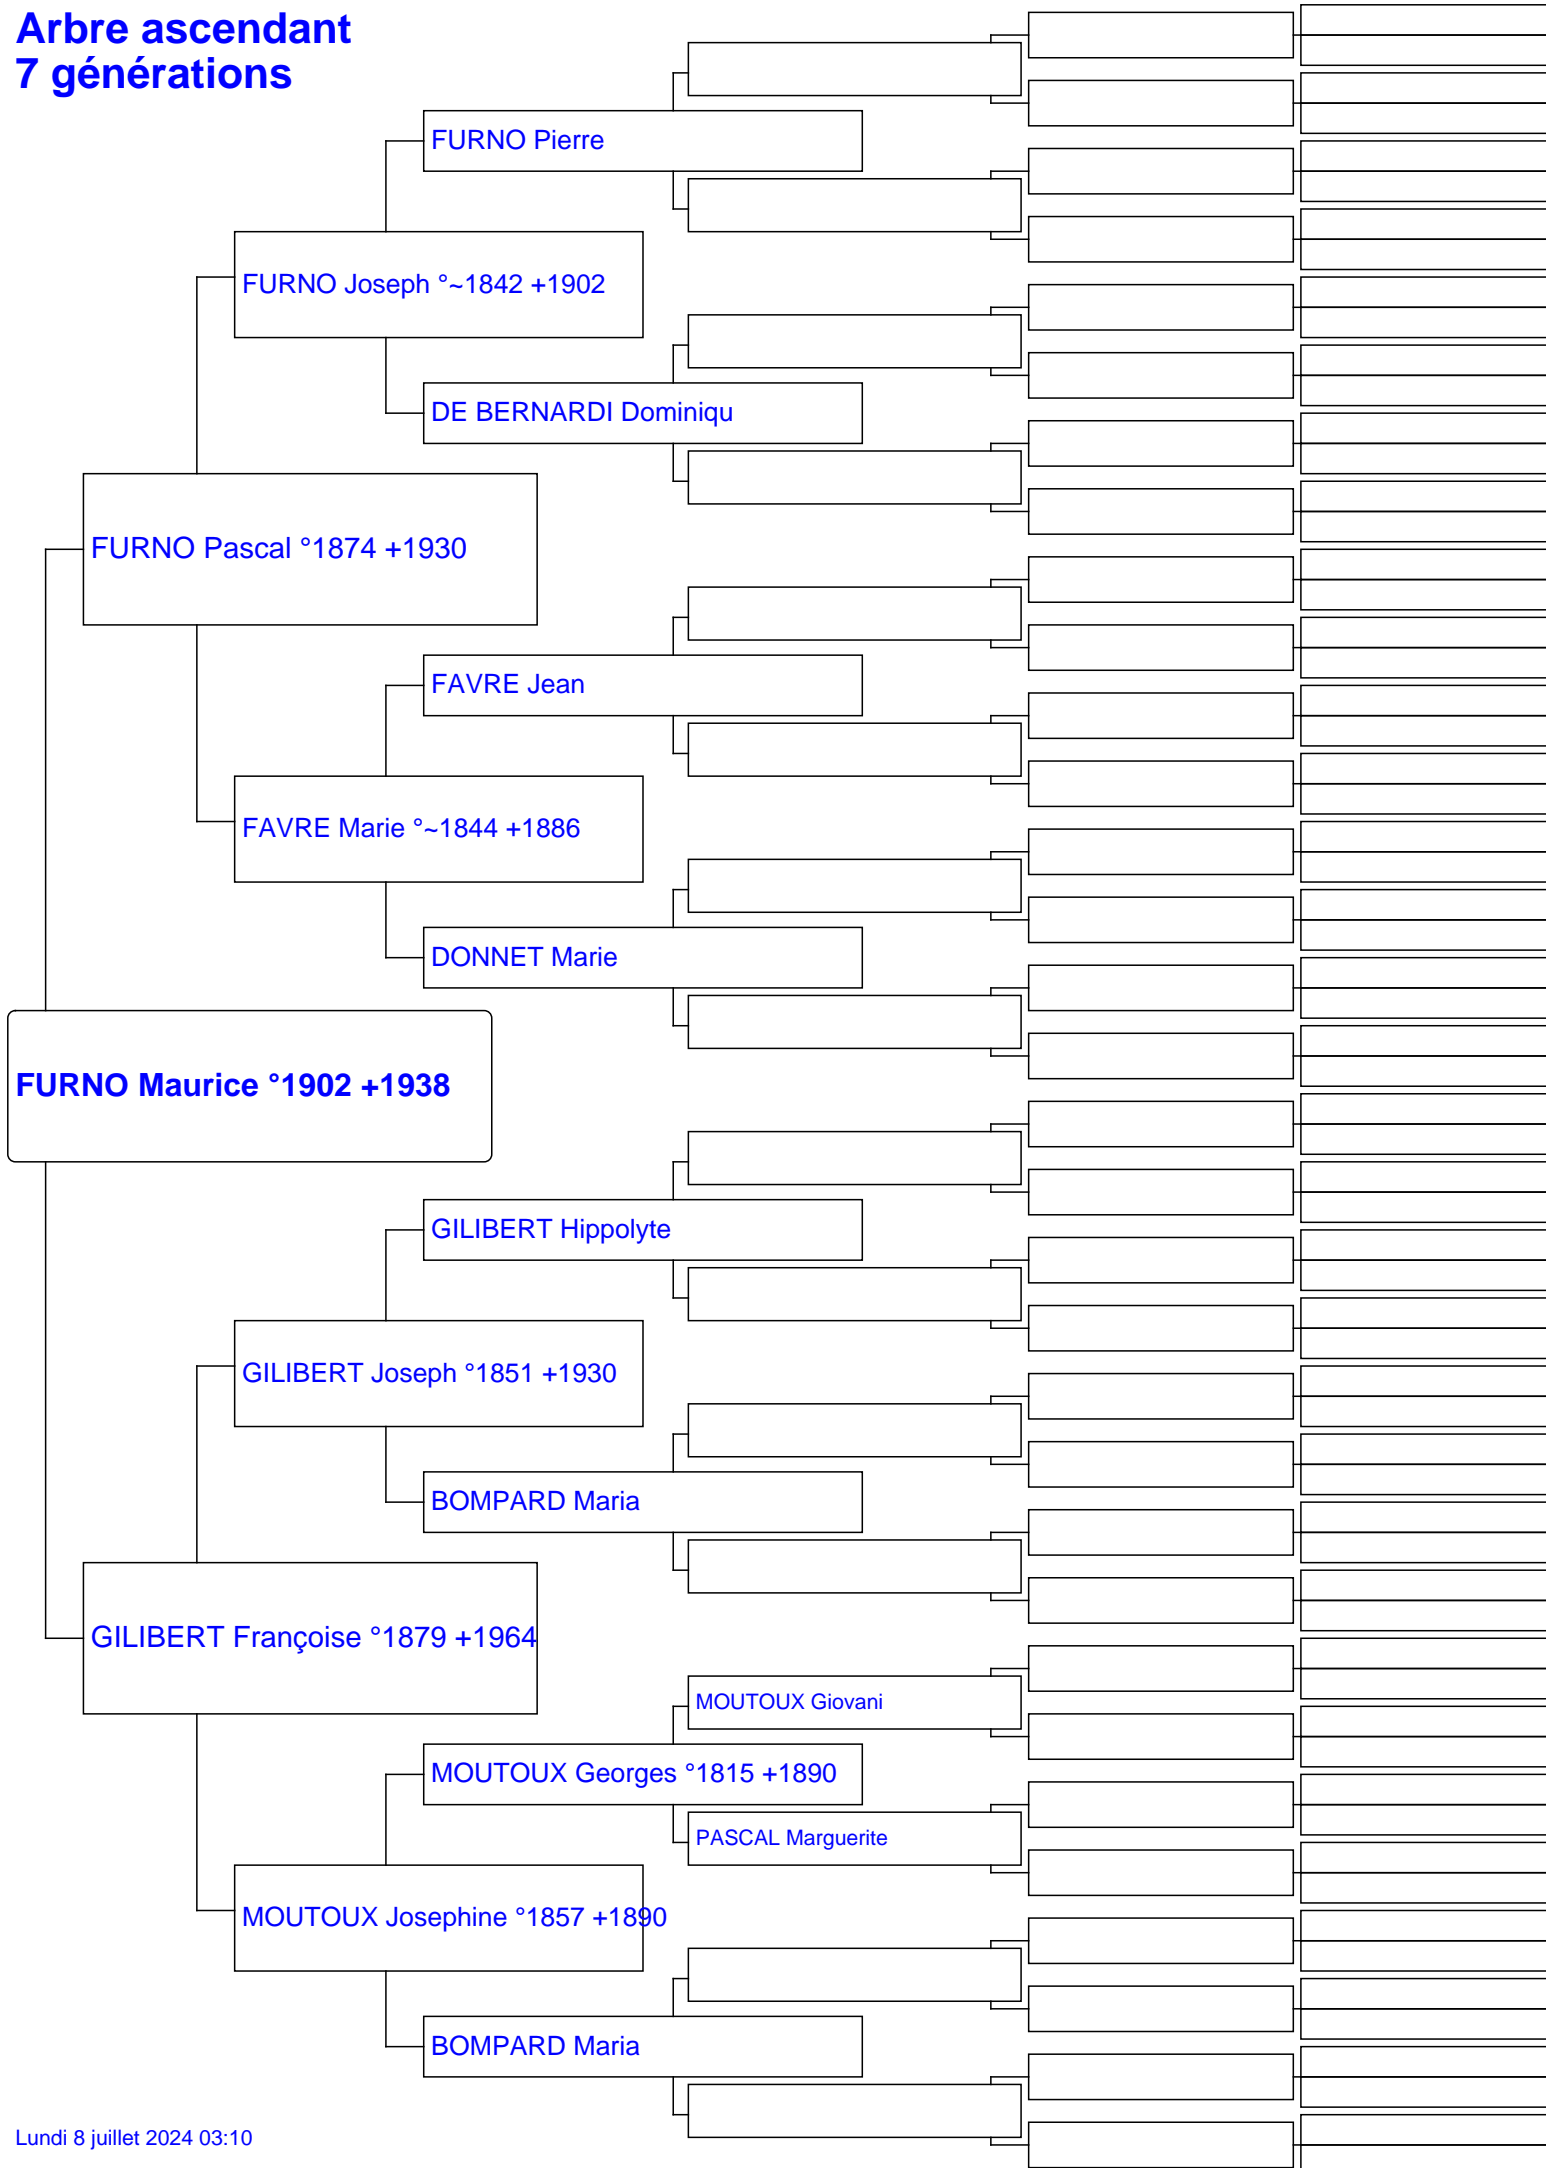 Arbre ascendant
7 générations
FURNO Pierre
FURNO Joseph °~1842 +1902
DE BERNARDI Dominiqu
FURNO Pascal °1874 +1930
FAVRE Jean
FAVRE Marie °~1844 +1886
DONNET Marie
FURNO Maurice °1902 +1938
GILIBERT Hippolyte
GILIBERT Joseph °1851 +1930
BOMPARD Maria
GILIBERT Françoise °1879 +1964
MOUTOUX Giovani
MOUTOUX Georges °1815 +1890
PASCAL Marguerite
MOUTOUX Josephine °1857 +1890
BOMPARD Maria
Lundi 8 juillet 2024 03:10